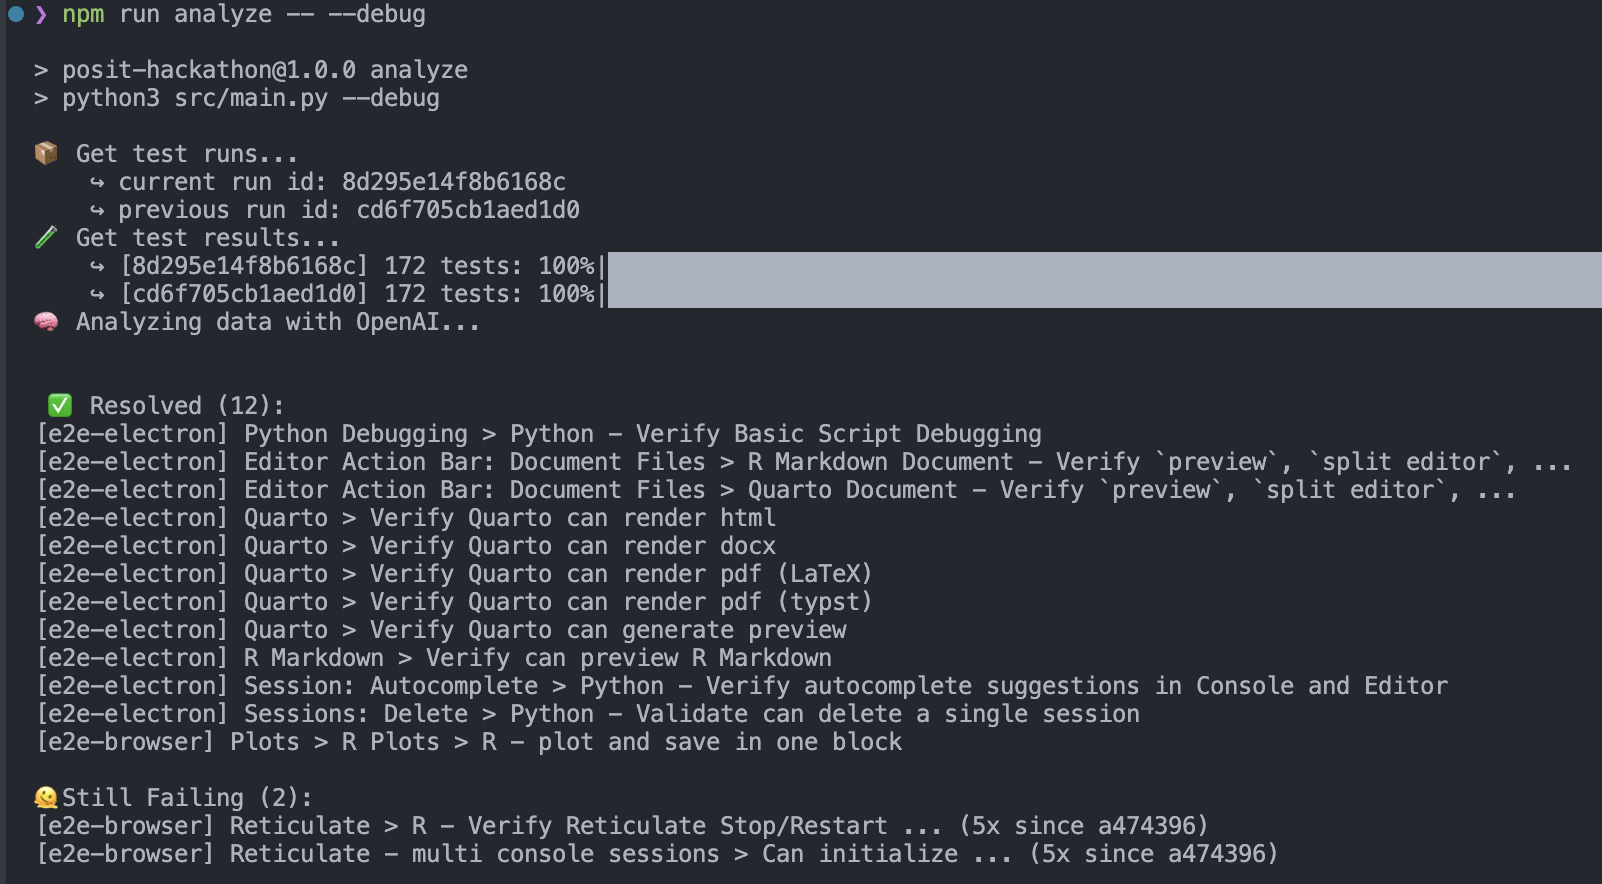 ❯ npm run analyze -- --debug
> posit-hackathon@1.0.0 analyze
> python3 src/main.py --debug
📦 Get test runs...
↪ current run id: 8d295e14f8b6168c
↪ previous run id: cd6f705cb1aed1d0
🧪 Get test results...
↪ [8d295e14f8b6168c] 172 tests: 100%|
↪ [cd6f705cb1aed1d0] 172 tests: 100%|
🧠 Analyzing data with OpenAI...
✅ Resolved (12):
[e2e-electron] Python Debugging > Python - Verify Basic Script Debugging
[e2e-electron] Editor Action Bar: Document Files > R Markdown Document - Verify `preview`, `split editor`, ...
[e2e-electron] Editor Action Bar: Document Files > Quarto Document - Verify `preview`, `split editor`, ...
[e2e-electron] Quarto > Verify Quarto can render html
[e2e-electron] Quarto > Verify Quarto can render docx
[e2e-electron] Quarto > Verify Quarto can render pdf (LaTeX)
[e2e-electron] Quarto > Verify Quarto can render pdf (typst)
[e2e-electron] Quarto > Verify Quarto can generate preview
[e2e-electron] R Markdown > Verify can preview R Markdown
[e2e-electron] Session: Autocomplete > Python - Verify autocomplete suggestions in Console and Editor
[e2e-electron] Sessions: Delete > Python - Validate can delete a single session
[e2e-browser] Plots > R Plots > R - plot and save in one block
🫠Still Failing (2):
[e2e-browser] Reticulate > R - Verify Reticulate Stop/Restart ... (5x since a474396)
[e2e-browser] Reticulate - multi console sessions > Can initialize ... (5x since a474396)